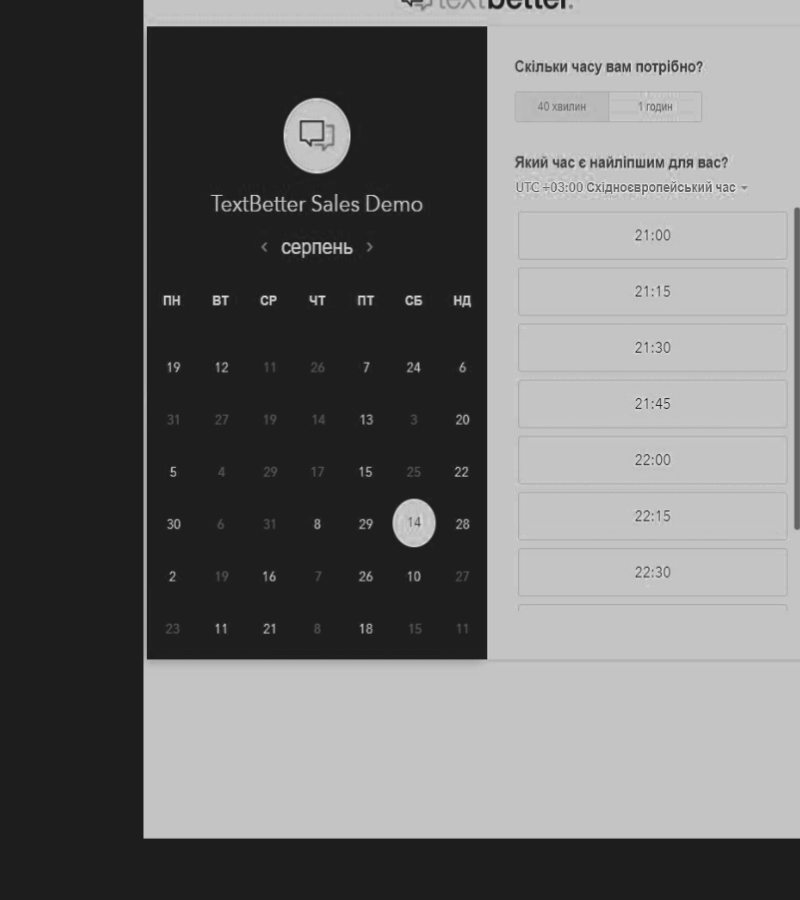 textbetter.
TextBetter Sales Demo
‹ серпень ›
ПН ВТ СР ЧТ ПТ СБ НД
19 12 11 26 7 24 6
31 27 19 14 13 3 20
5 4 29 17 15 25 22
30 6 31 8 29 14 28
2 19 16 7 26 10 27
23 11 21 8 18 15 11
Скільки часу вам потрібно?
40 хвилин 1 годин
Який час є найліпшим для вас?
UTC +03:00 Східноєвропейський час
21:00
21:15
21:30
21:45
22:00
22:15
22:30